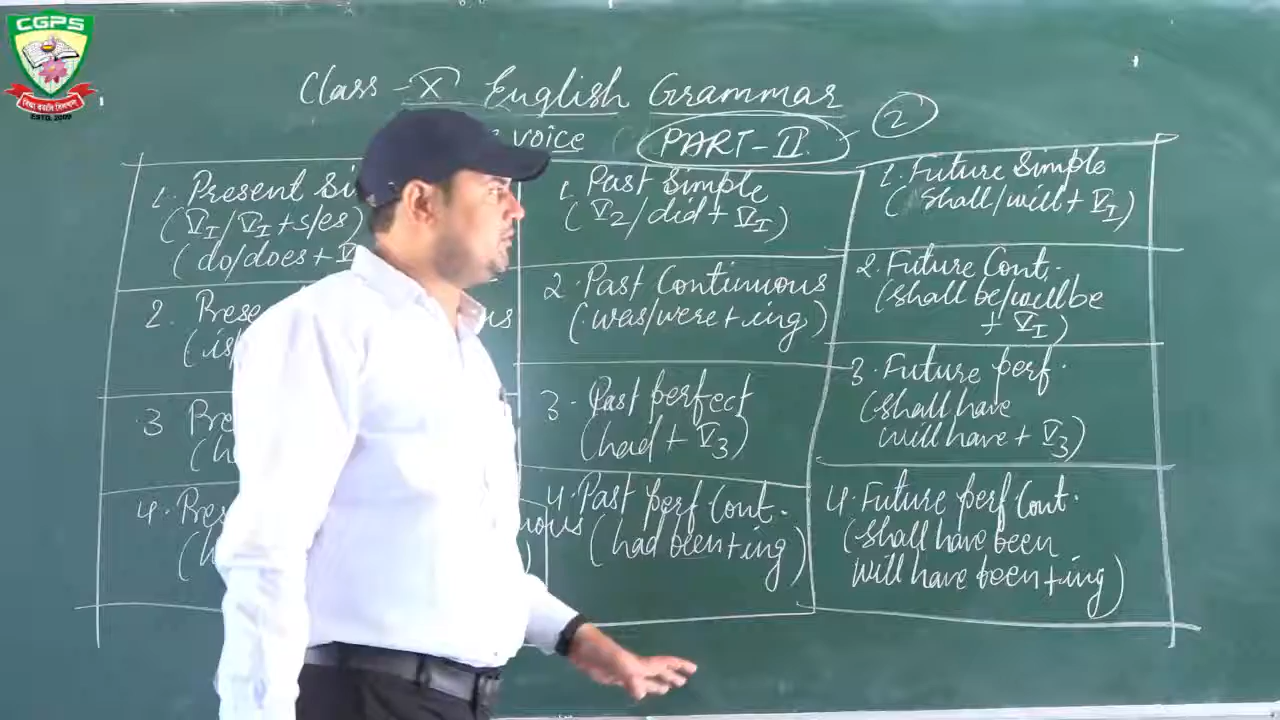 CGPS
ESTD. 2009
Class - X English Grammar
voice PART-II 2
1. Present Si
(V1/V1+s/es)
(do/does +
2. Pres
(is/
3 Pre
(h
4. Pres
(h
1. Past Simple
(V2/did + V1)
2. Past Continuous
(was/were + ing)
3. Past perfect
(had + V3)
4. Past perf Cont.
(had been + ing)
1. Future Simple
(Shall/will + V1)
2. Future Cont.
(shall be/will be
+ V1)
3. Future perf.
(shall have
will have + V3)
4. Future perf Cont.
(shall have been
will have been + ing)